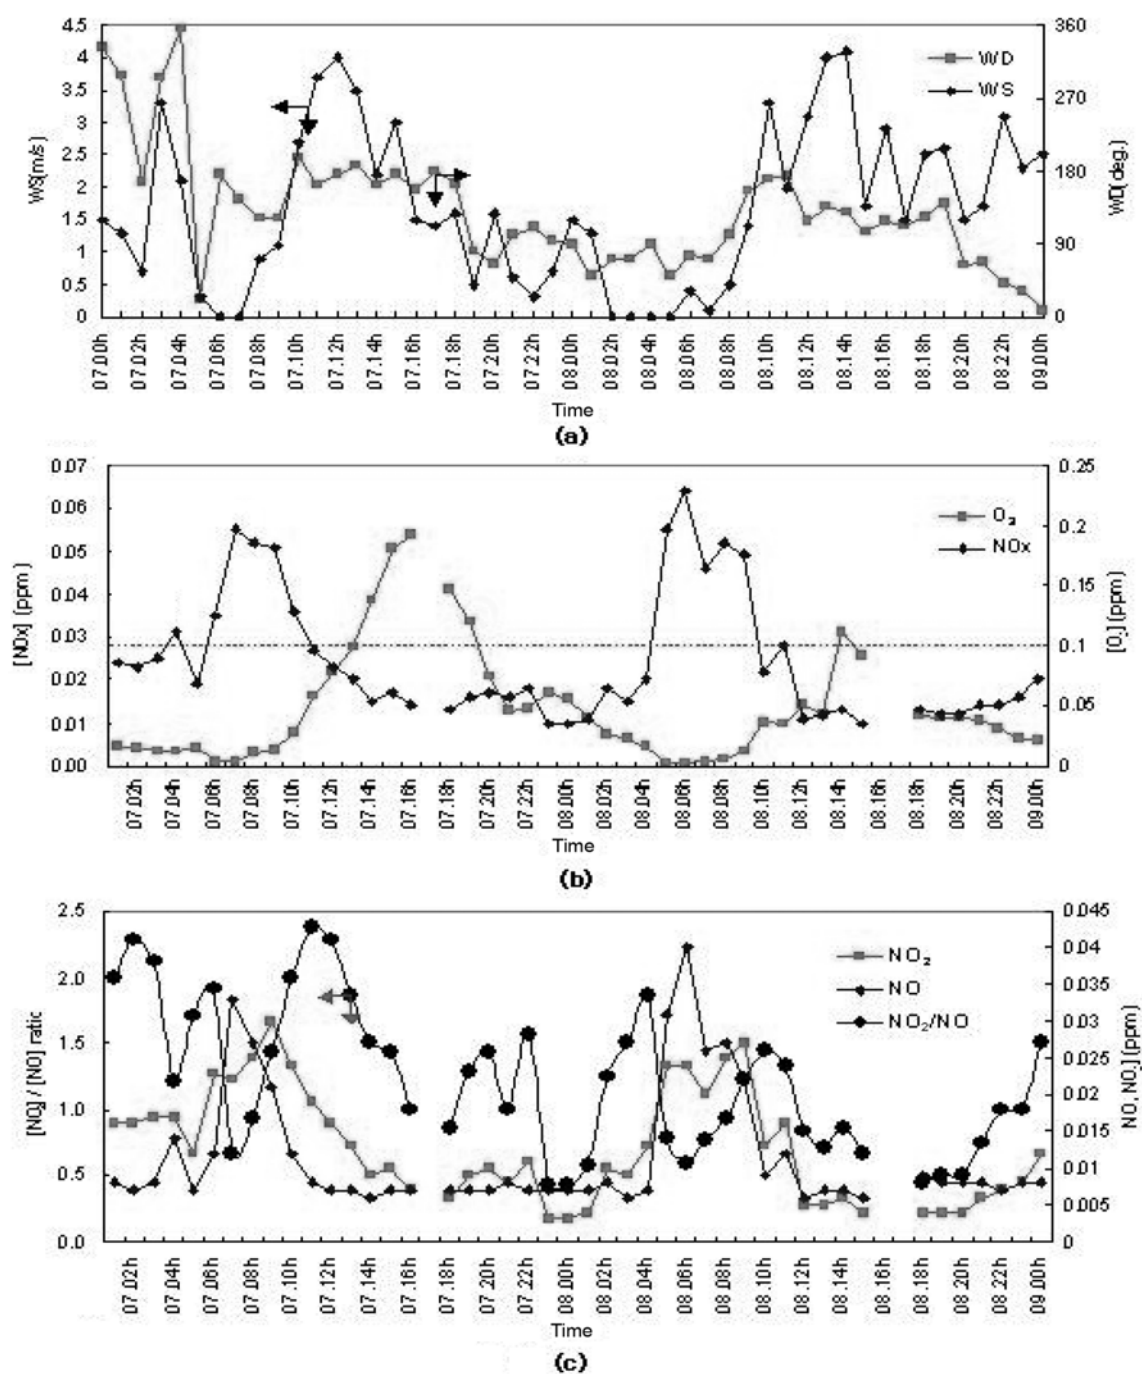 4.5
4
3.5
3
2.5
2
1.5
1
0.5
0
WS(m/s)
360
270
180
90
0
WD(deg.)
WD
WS
07.00h 07.02h 07.04h 07.06h 07.08h 07.10h 07.12h 07.14h 07.16h 07.18h 07.20h 07.22h 08.00h 08.02h 08.04h 08.06h 08.08h 08.10h 08.12h 08.14h 08.16h 08.18h 08.20h 08.22h 09.00h
Time
(a)
0.07
0.06
0.05
0.04
0.03
0.02
0.01
0.00
[NOx] (ppm)
0.25
0.2
0.15
0.1
0.05
0
[O₃] (ppm)
O₃
NOx
07.02h 07.04h 07.06h 07.08h 07.10h 07.12h 07.14h 07.16h 07.18h 07.20h 07.22h 08.00h 08.02h 08.04h 08.06h 08.08h 08.10h 08.12h 08.14h 08.16h 08.18h 08.20h 08.22h 09.00h
Time
(b)
2.5
2.0
1.5
1.0
0.5
0.0
[NO₂] / [NO] ratic
0.045
0.04
0.035
0.03
0.025
0.02
0.015
0.01
0.005
0
NO, NO₂] (ppm)
NO₂
NO
NO₂/NO
07.02h 07.04h 07.06h 07.08h 07.10h 07.12h 07.14h 07.16h 07.18h 07.20h 07.22h 08.00h 08.02h 08.04h 08.06h 08.08h 08.10h 08.12h 08.14h 08.16h 08.18h 08.20h 08.22h 09.00h
Time
(c)